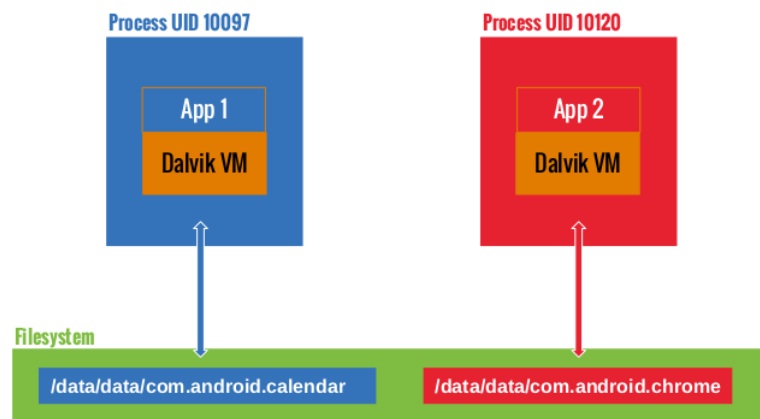 Process UID 10097
Process UID 10120
App 1
App 2
Dalvik VM
Dalvik VM
Filesystem
/data/data/com.android.calendar
/data/data/com.android.chrome